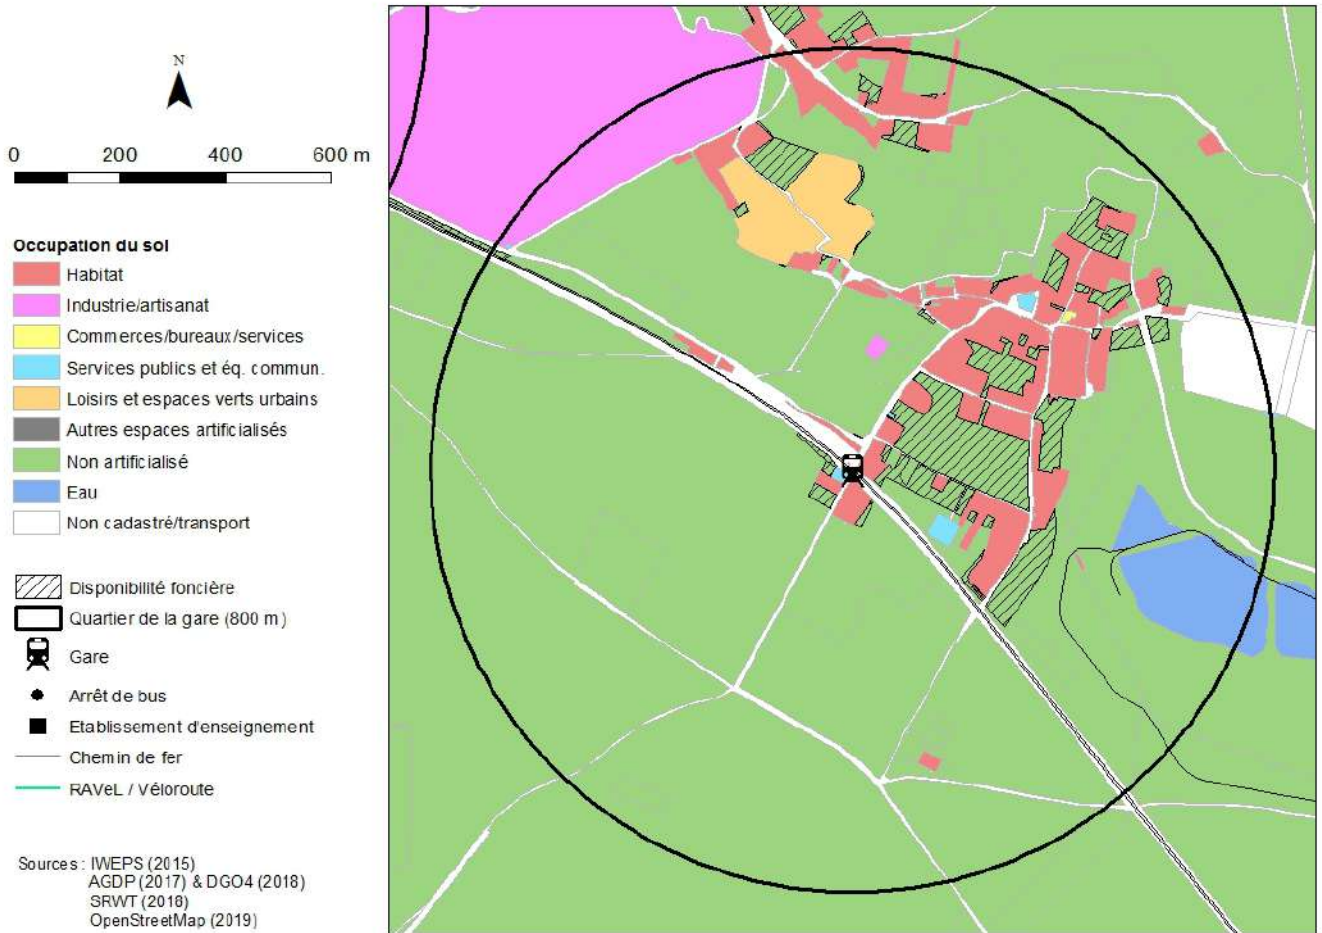 N
0 200 400 600 m
Occupation du sol
Habitat
Industrie/artisanat
Commerces/bureaux/services
Services publics et éq. commun.
Loisirs et espaces verts urbains
Autres espaces artificialisés
Non artificialisé
Eau
Non cadastré/transport
Disponibilité foncière
Quartier de la gare (800 m)
Gare
Arrêt de bus
Etablissement d'enseignement
Chemin de fer
RAVeL / Véloroute
Sources : IWEPS (2015)
AGDP (2017) & DGO4 (2018)
SRWT (2018)
OpenStreetMap (2019)